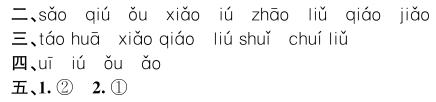 二、sǎo qiú ǒu xiǎo iú zhāo liǔ qiáo jiǎo
三、táo huā xiǎo qiáo liú shuǐ chuí liǔ
四、uī iú ǒu ǎo
五、1. ② 2. ①